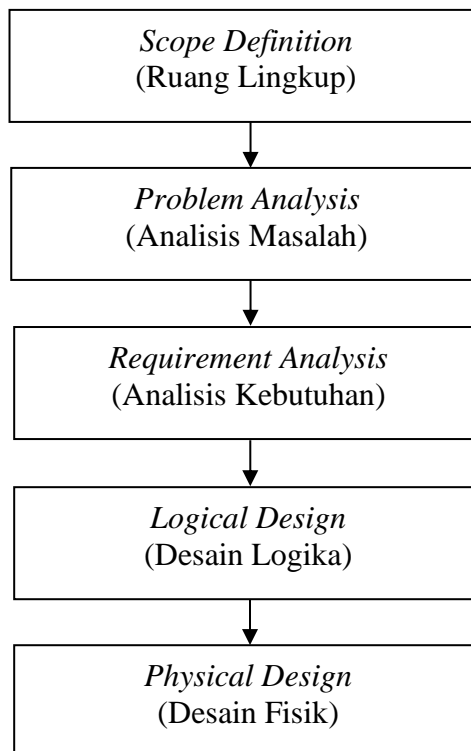 Scope Definition
(Ruang Lingkup)
Problem Analysis
(Analisis Masalah)
Requirement Analysis
(Analisis Kebutuhan)
Logical Design
(Desain Logika)
Physical Design
(Desain Fisik)